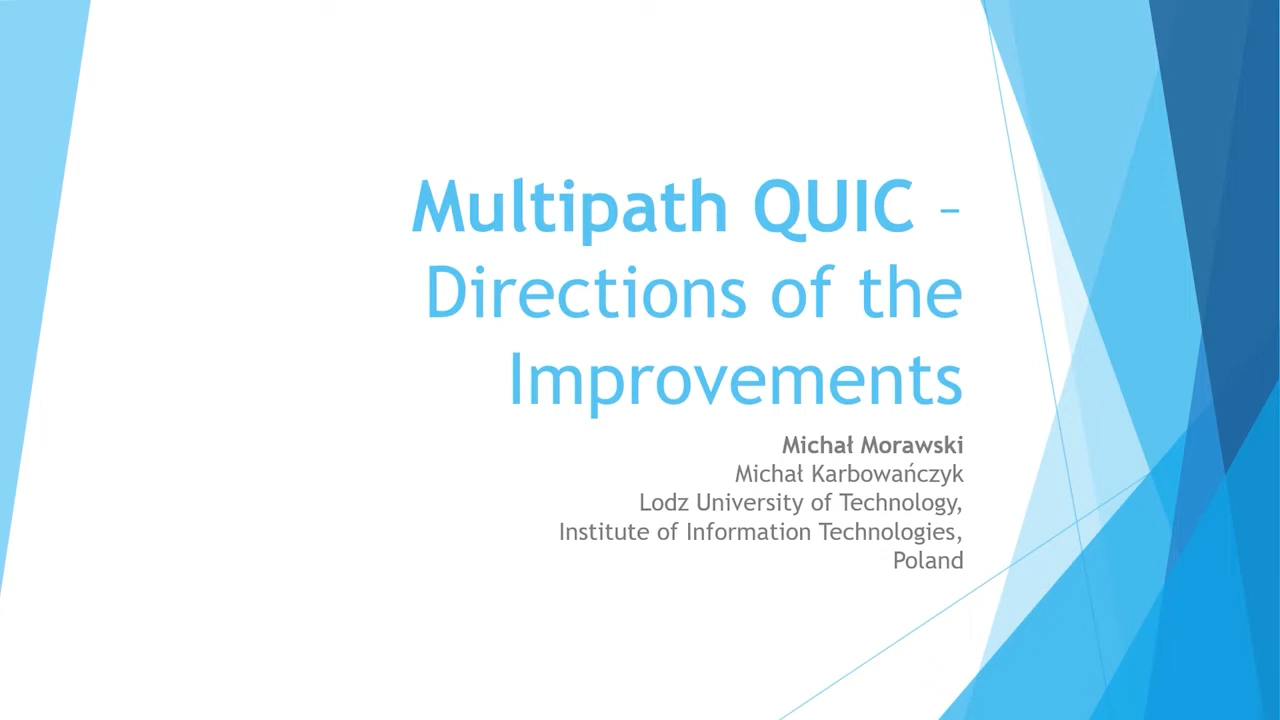 Multipath QUIC –
Directions of the
Improvements
Michał Morawski
Michał Karbowańczyk
Lodz University of Technology,
Institute of Information Technologies,
Poland